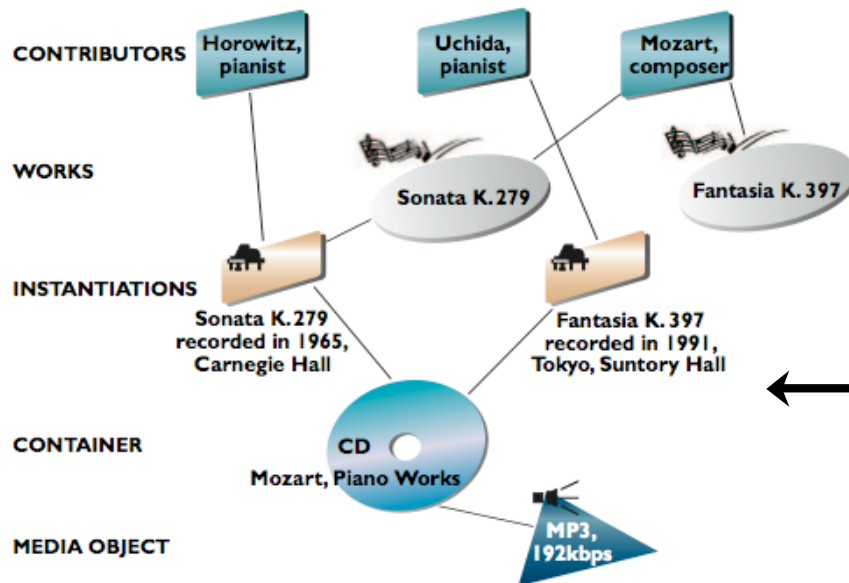 CONTRIBUTORS
Horowitz,
pianist
Uchida,
pianist
Mozart,
composer
WORKS
Sonata K. 279
Fantasia K. 397
INSTANTIATIONS
Sonata K. 279
recorded in 1965,
Carnegie Hall
Fantasia K. 397
recorded in 1991,
Tokyo, Suntory Hall
CONTAINER
CD
Mozart, Piano Works
MEDIA OBJECT
MP3,
192kbps